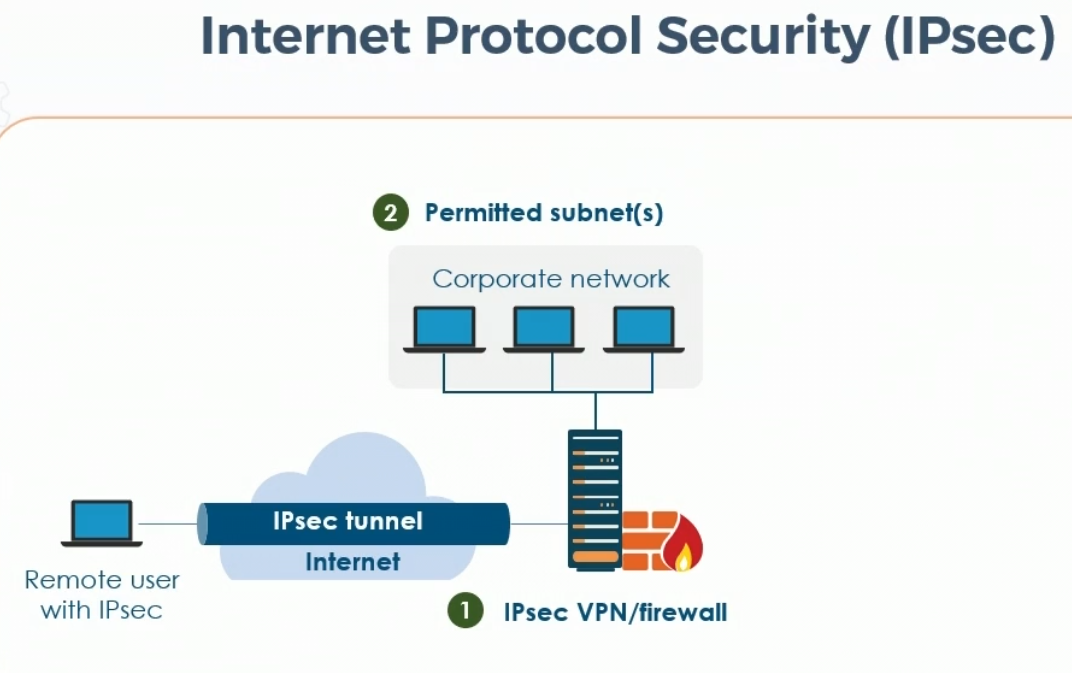 Internet Protocol Security (IPsec)
2 Permitted subnet(s)
Corporate network
IPsec tunnel
Internet
Remote user
with IPsec
1 IPsec VPN/firewall